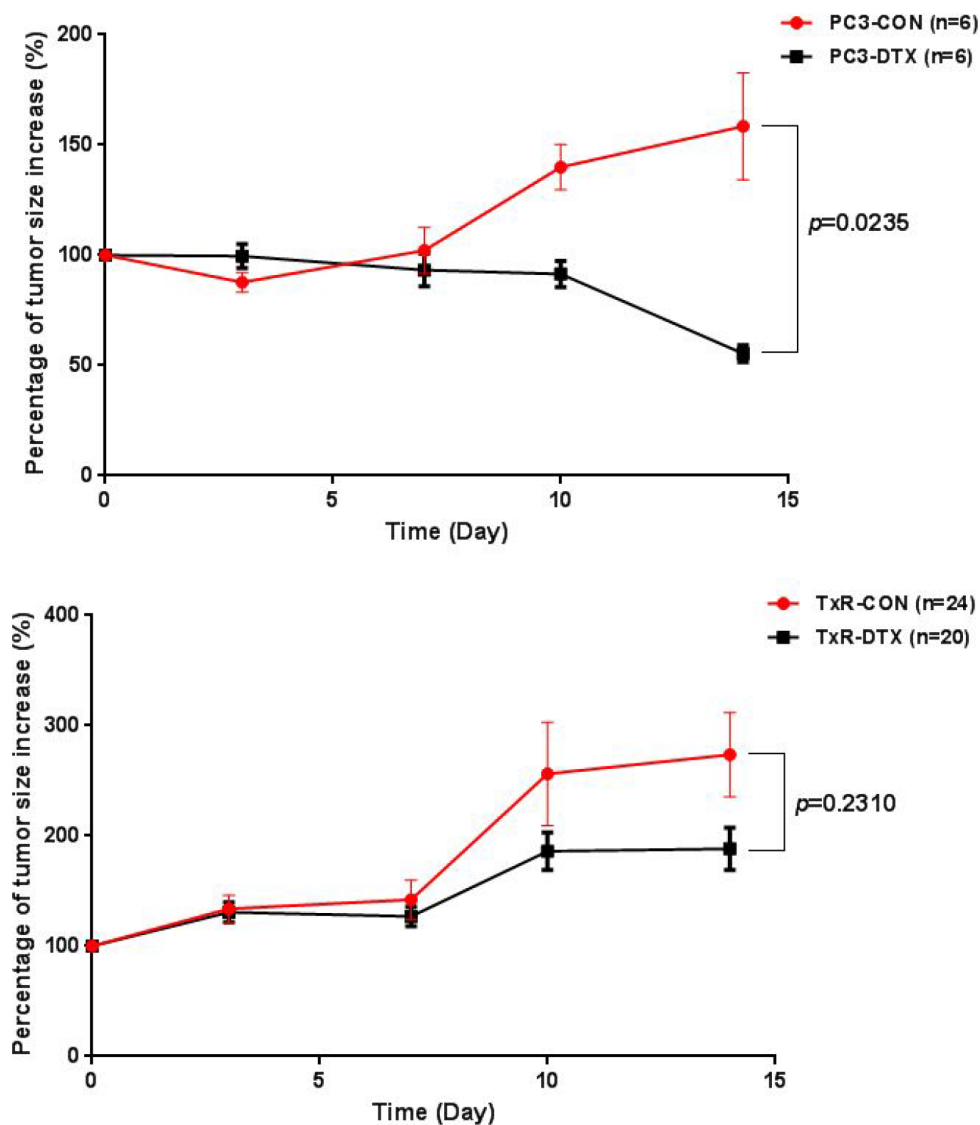 PC3-CON (n=6)
PC3-DTX (n=6)
Percentage of tumor size increase (%)
200
150
100
50
0
p=0.0235
0 5 10 15
Time (Day)
TxR-CON (n=24)
TxR-DTX (n=20)
Percentage of tumor size increase (%)
400
300
200
100
0
p=0.2310
0 5 10 15
Time (Day)